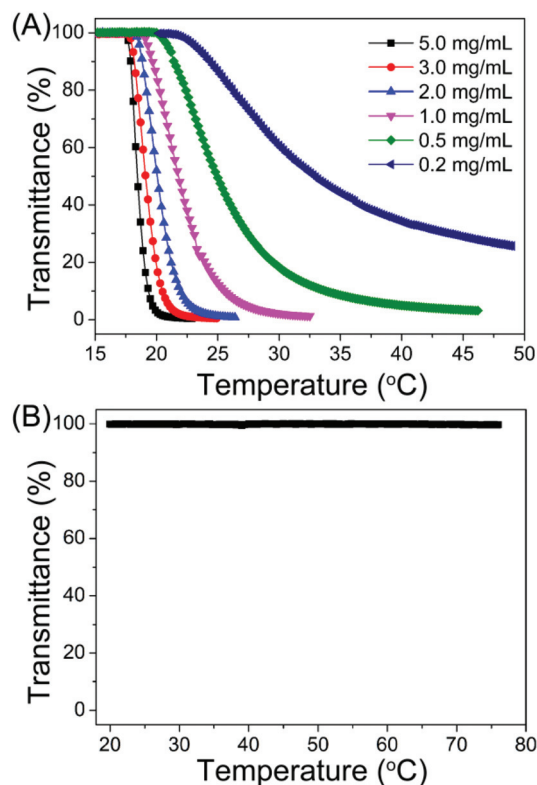 (A)
100
80
60
40
20
0
Transmittance (%)
5.0 mg/mL
3.0 mg/mL
2.0 mg/mL
1.0 mg/mL
0.5 mg/mL
0.2 mg/mL
15 20 25 30 35 40 45 50
Temperature (°C)
(B)
100
80
60
40
20
0
Transmittance (%)
20 30 40 50 60 70 80
Temperature (°C)